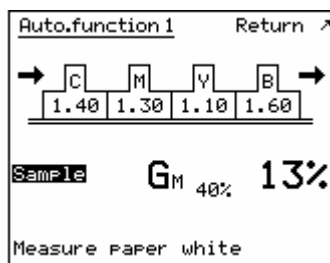 Auto.function 1 Return
C M Y B
1.40 1.30 1.10 1.60
Sample GM 40% 13%
Measure paper white